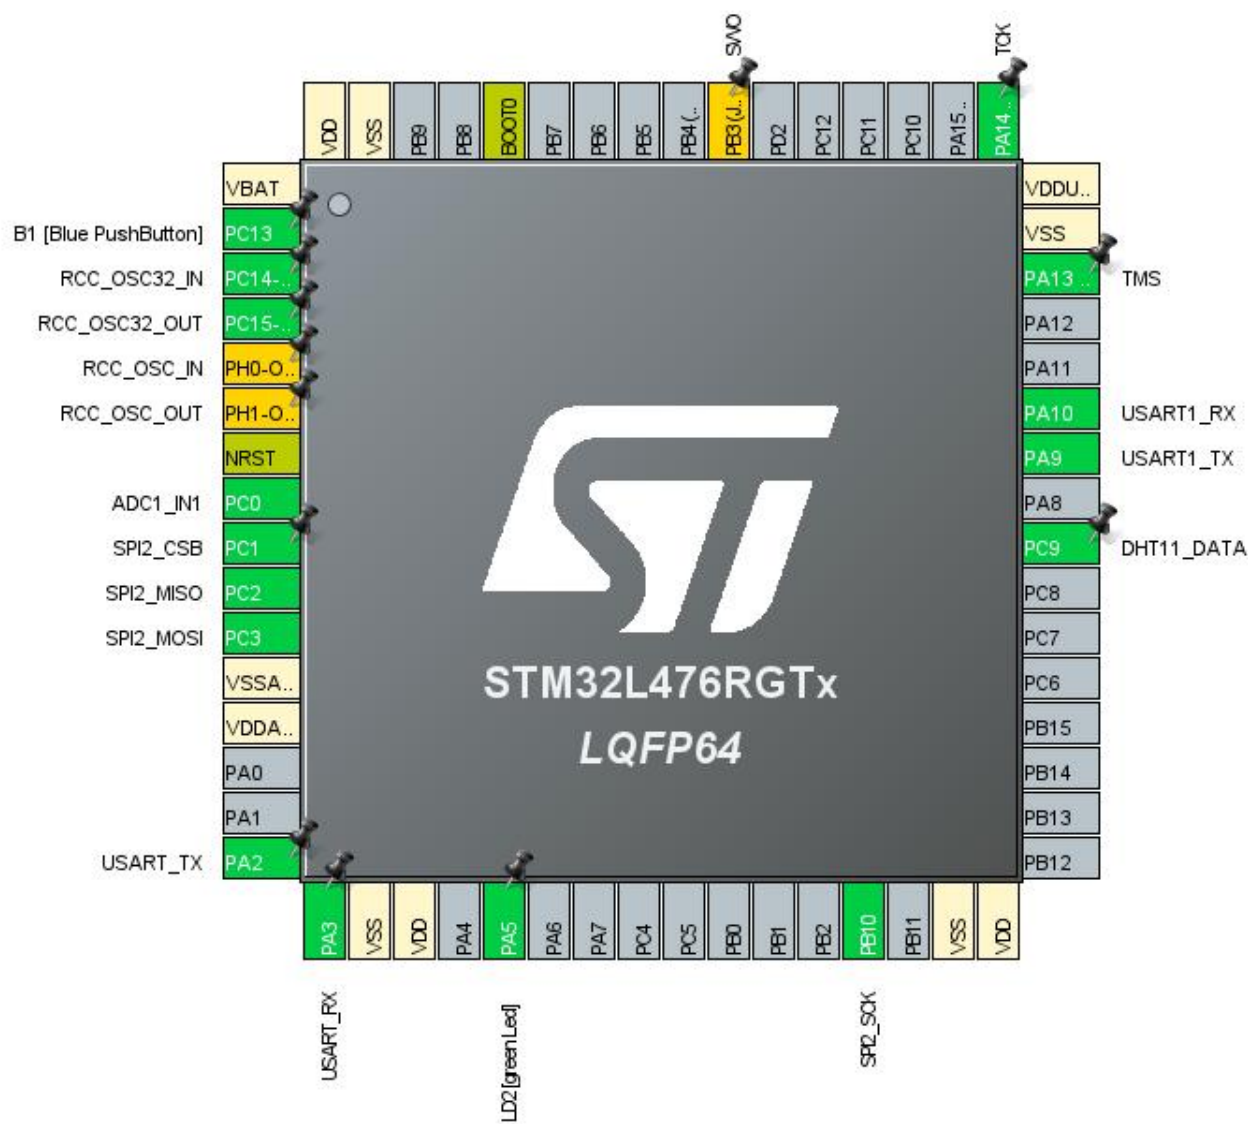 SWO
TCK
VDD
VSS
PB9
PB8
BOOT0
PB7
PB6
PB5
PB4(..
PB3(J..
PD2
PC12
PC11
PC10
PA15..
PA14..
VBAT
VDDU..
B1 [Blue PushButton]
PC13
VSS
RCC_OSC32_IN
PC14-..
PA13..
TMS
RCC_OSC32_OUT
PC15-..
PA12
RCC_OSC_IN
PH0-O..
PA11
RCC_OSC_OUT
PH1-O..
PA10
USART1_RX
NRST
PA9
USART1_TX
ADC1_IN1
PC0
PA8
SPI2_CSB
PC1
PC9
DHT11_DATA
SPI2_MISO
PC2
PC8
SPI2_MOSI
PC3
PC7
VSSA..
PC6
STM32L476RGTx
VDDA..
PB15
LQFP64
PA0
PB14
PA1
PB13
USART_TX
PA2
PB12
PA3
VSS
VDD
PA4
PA5
PA6
PA7
PC4
PC5
PB0
PB1
PB2
PB10
PB11
VSS
VDD
USART_RX
LD2 [green Led]
SPI2_SCK